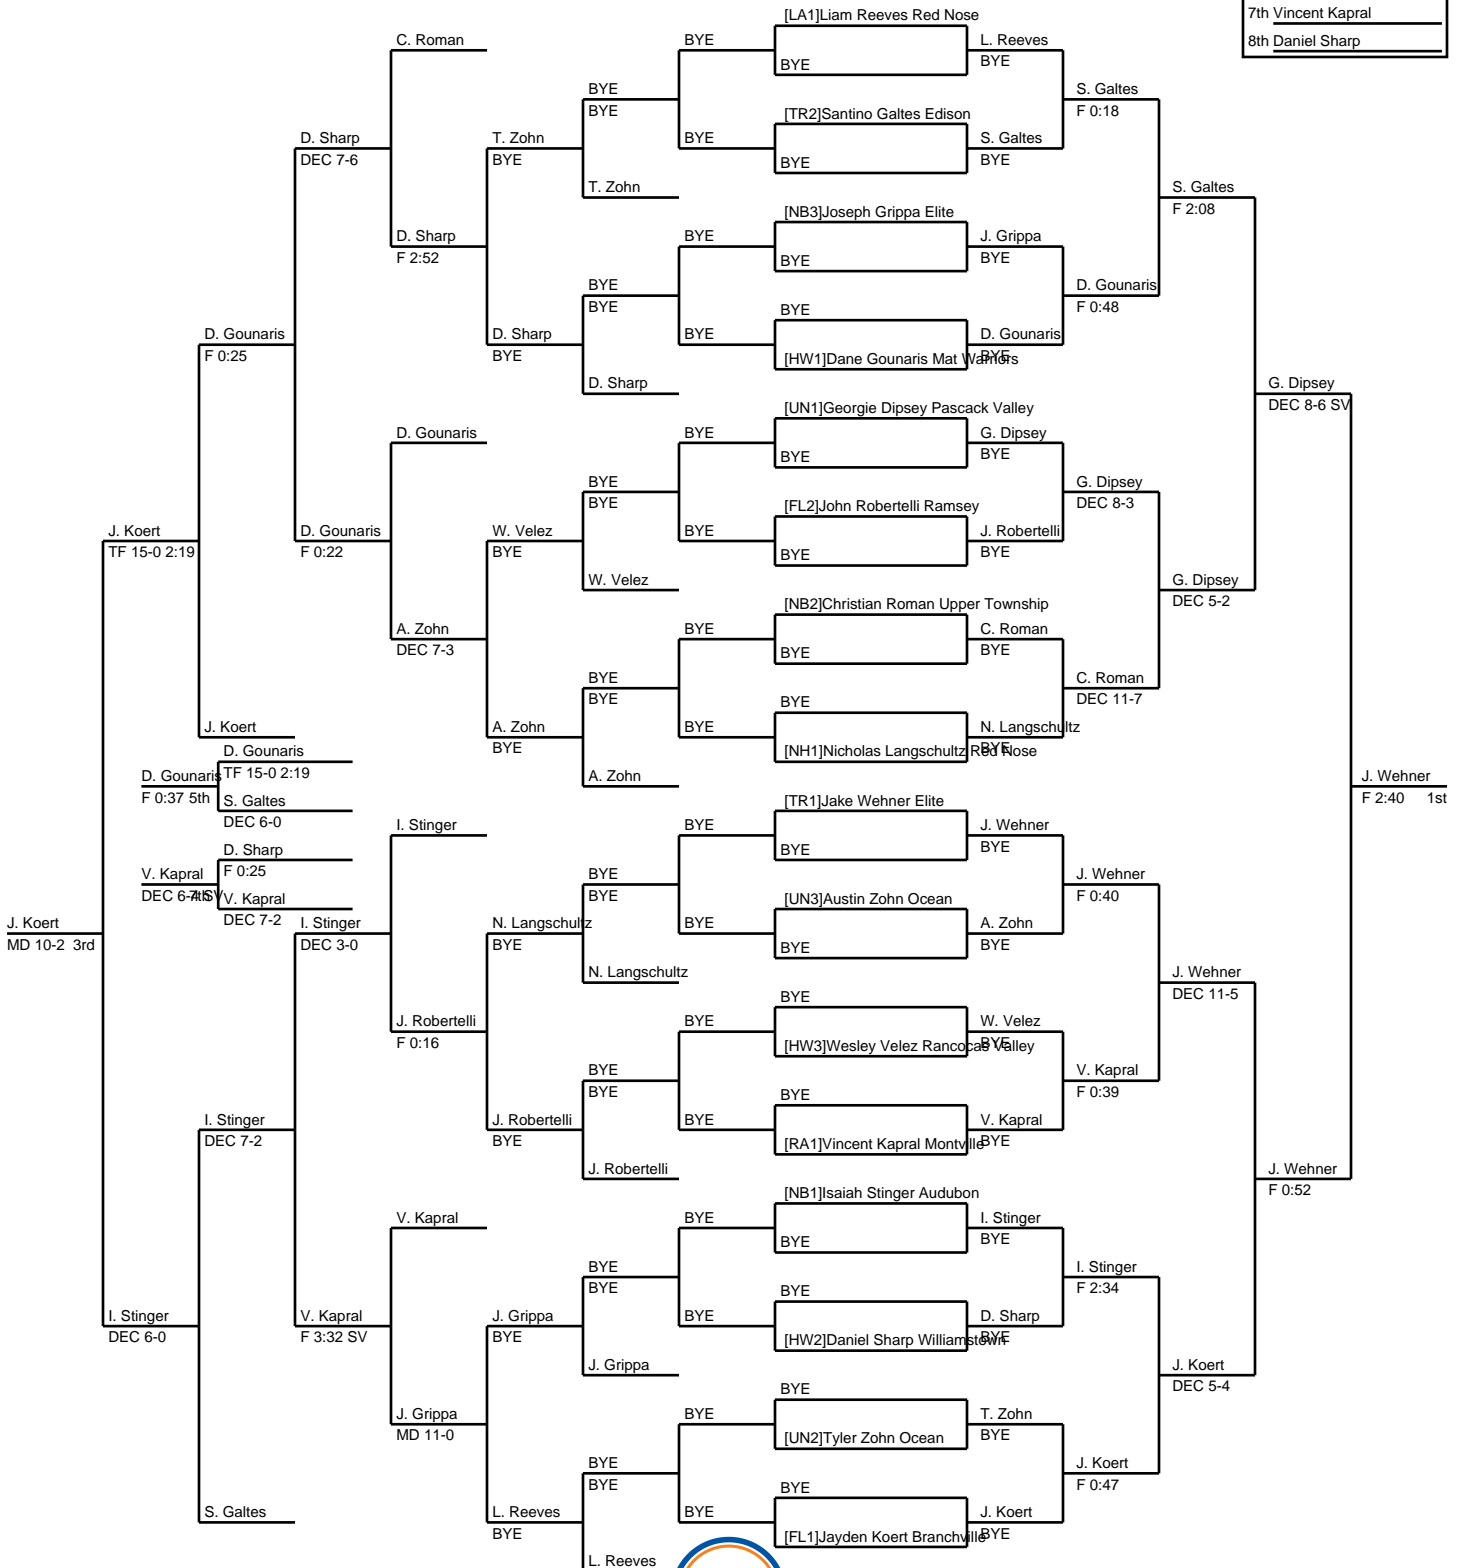 7th Vincent Kapral
8th Daniel Sharp
[LA1]Liam Reeves Red Nose
C. Roman
BYE
L. Reeves
BYE
BYE
BYE
S. Galtes
BYE
F 0:18
[TR2]Santino Galtes Edison
D. Sharp
T. Zohn
BYE
S. Galtes
DEC 7-6
BYE
BYE
BYE
T. Zohn
S. Galtes
F 2:08
[NB3]Joseph Grippa Elite
D. Sharp
BYE
J. Grippa
F 2:52
BYE
BYE
BYE
D. Gounaris
BYE
F 0:48
BYE
D. Gounaris
D. Sharp
BYE
D. Gounaris
F 0:25
BYE
[HW1]Dane Gounaris Mat Warriors
BYE
D. Sharp
G. Dipsey
DEC 8-6 SV
[UN1]Georgie Dipsey Pascack Valley
D. Gounaris
BYE
G. Dipsey
BYE
BYE
BYE
G. Dipsey
BYE
DEC 8-3
[FL2]John Robertelli Ramsey
J. Koert
D. Gounaris
W. Velez
BYE
J. Robertelli
TF 15-0 2:19
F 0:22
BYE
BYE
BYE
W. Velez
G. Dipsey
DEC 5-2
[NB2]Christian Roman Upper Township
A. Zohn
BYE
C. Roman
DEC 7-3
BYE
BYE
BYE
C. Roman
BYE
DEC 11-7
BYE
J. Koert
A. Zohn
BYE
N. Langschultz
D. Gounaris
BYE
[NH1]Nicholas Langschultz Red Nose
BYE
D. Gounaris
TF 15-0 2:19
A. Zohn
J. Wehner
F 0:37 5th
S. Galtes
F 2:40 1st
[TR1]Jake Wehner Elite
DEC 6-0
I. Stinger
BYE
J. Wehner
D. Sharp
BYE
BYE
V. Kapral
F 0:25
BYE
J. Wehner
DEC 6-4 SV
7th
V. Kapral
BYE
F 0:40
[UN3]Austin Zohn Ocean
DEC 7-2
J. Koert
I. Stinger
N. Langschultz
BYE
A. Zohn
MD 10-2 3rd
DEC 3-0
BYE
BYE
BYE
N. Langschultz
J. Wehner
DEC 11-5
BYE
J. Robertelli
BYE
W. Velez
F 0:16
[HW3]Wesley Velez Rancocas Valley
BYE
BYE
V. Kapral
BYE
F 0:39
BYE
I. Stinger
J. Robertelli
BYE
V. Kapral
DEC 7-2
BYE
[RA1]Vincent Kapral Montville
BYE
J. Robertelli
J. Wehner
F 0:52
[NB1]Isaiah Stinger Audubon
V. Kapral
BYE
I. Stinger
BYE
BYE
BYE
I. Stinger
BYE
F 2:34
BYE
I. Stinger
V. Kapral
J. Grippa
BYE
D. Sharp
DEC 6-0
F 3:32 SV
BYE
[HW2]Daniel Sharp Williamstown
BYE
J. Grippa
J. Koert
DEC 5-4
BYE
J. Grippa
BYE
T. Zohn
MD 11-0
[UN2]Tyler Zohn Ocean
BYE
BYE
J. Koert
BYE
F 0:47
BYE
S. Galtes
L. Reeves
BYE
J. Koert
BYE
[FL1]Jayden Koert Branchville
BYE
L. Reeves